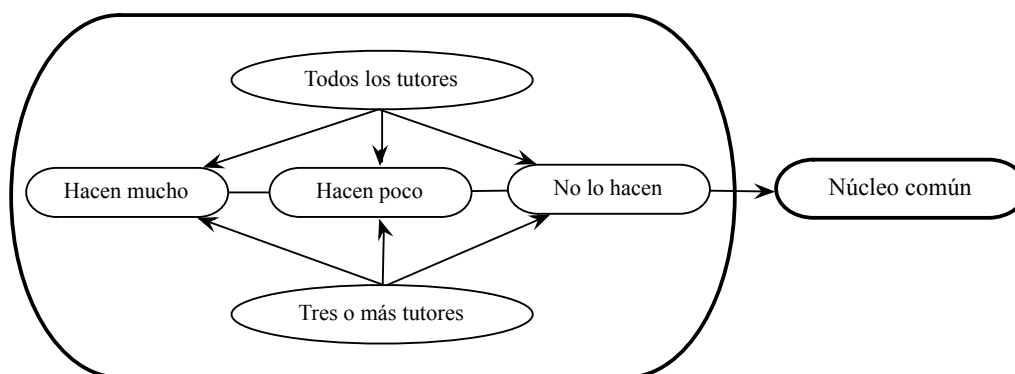 Todos los tutores
Hacen mucho
Hacen poco
No lo hacen
Núcleo común
Tres o más tutores